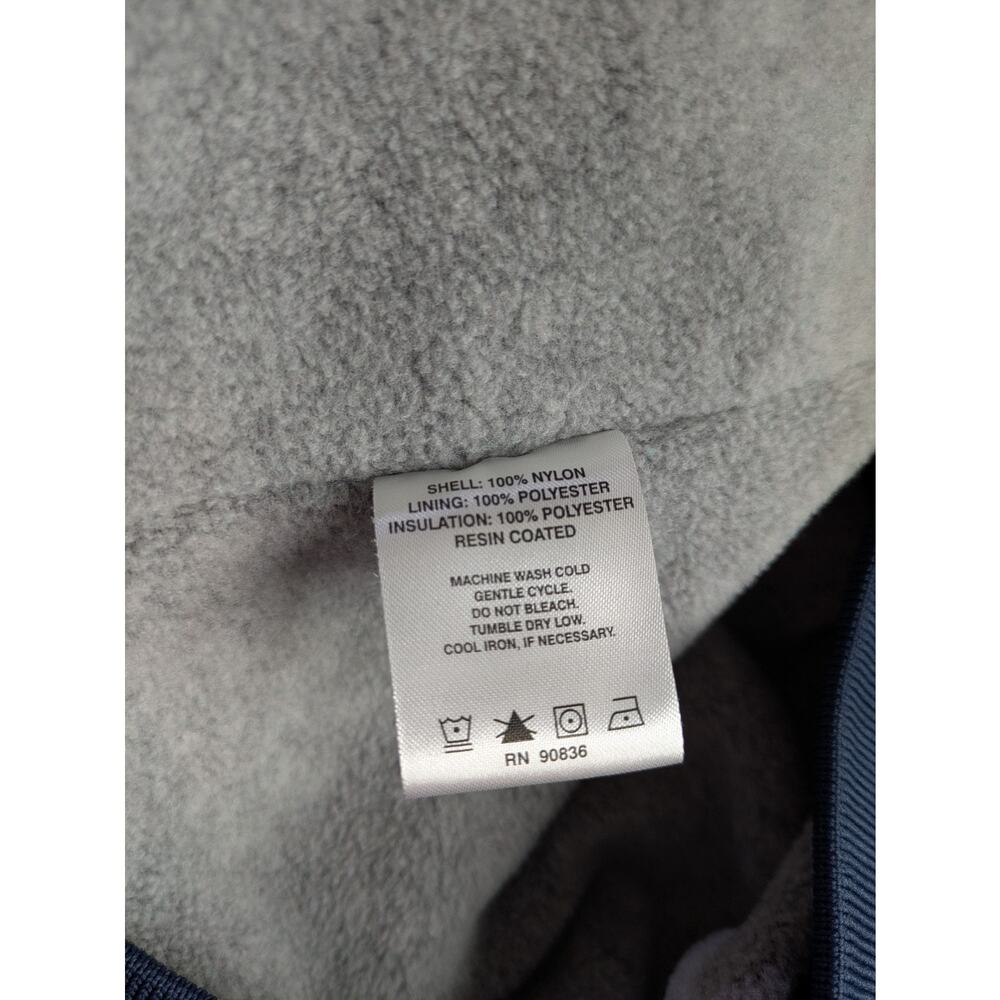 SHELL: 100% NYLON
LINING: 100% POLYESTER
INSULATION: 100% POLYESTER
RESIN COATED
MACHINE WASH COLD
GENTLE CYCLE.
DO NOT BLEACH.
TUMBLE DRY LOW.
COOL IRON, IF NECESSARY.
RN 90836